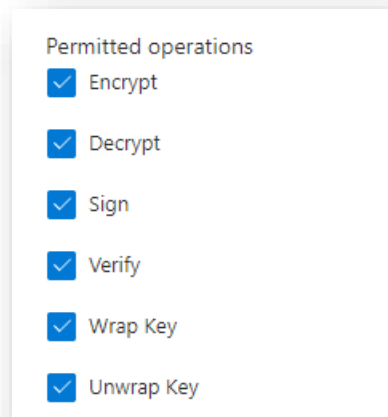 Permitted operations
Encrypt
Decrypt
Sign
Verify
Wrap Key
Unwrap Key